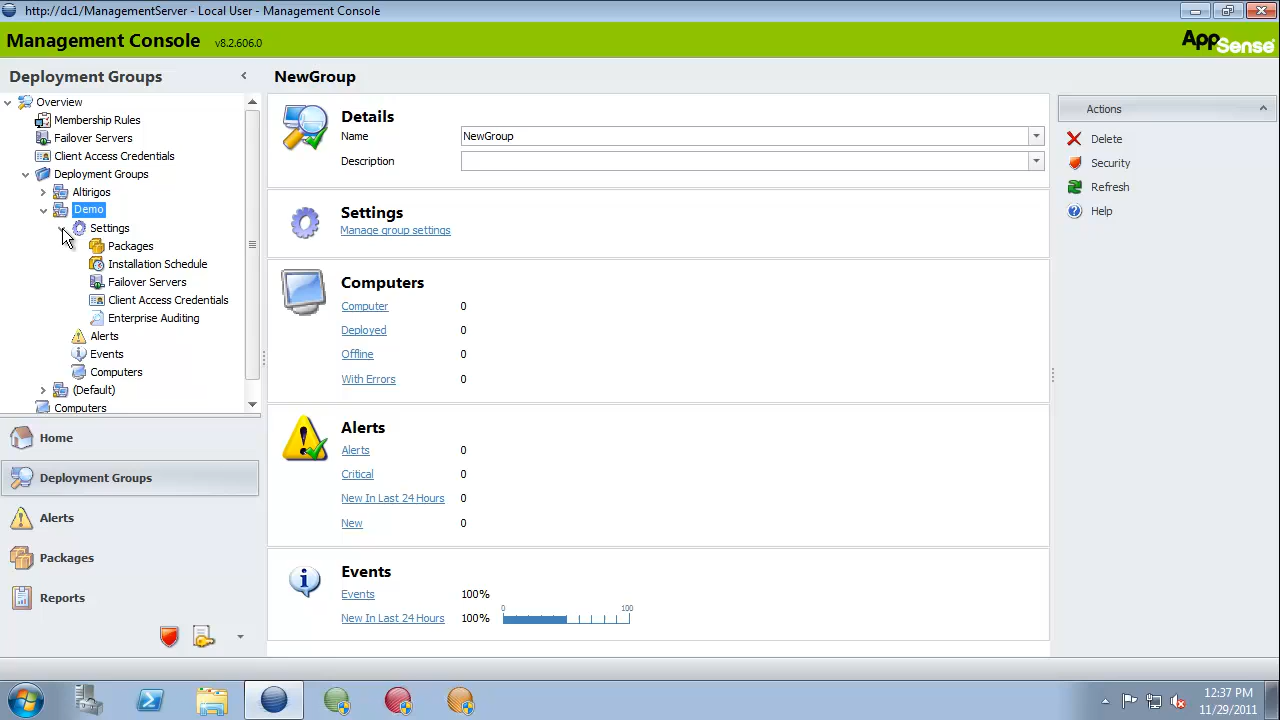 http://dc1/ManagementServer - Local User - Management Console
Management Console v8.2.606.0
AppSense
Deployment Groups
Overview
Membership Rules
Failover Servers
Client Access Credentials
Deployment Groups
Altirigos
Demo
Settings
Packages
Installation Schedule
Failover Servers
Client Access Credentials
Enterprise Auditing
Alerts
Events
Computers
(Default)
Computers
Home
Deployment Groups
Alerts
Packages
Reports
NewGroup
Details
Name NewGroup
Description
Settings
Manage group settings
Computers
Computer 0
Deployed 0
Offline 0
With Errors 0
Alerts
Alerts 0
Critical 0
New In Last 24 Hours 0
New 0
Events
Events 100%
0 100
New In Last 24 Hours 100%
Actions
Delete
Security
Refresh
Help
12:37 PM
11/29/2011